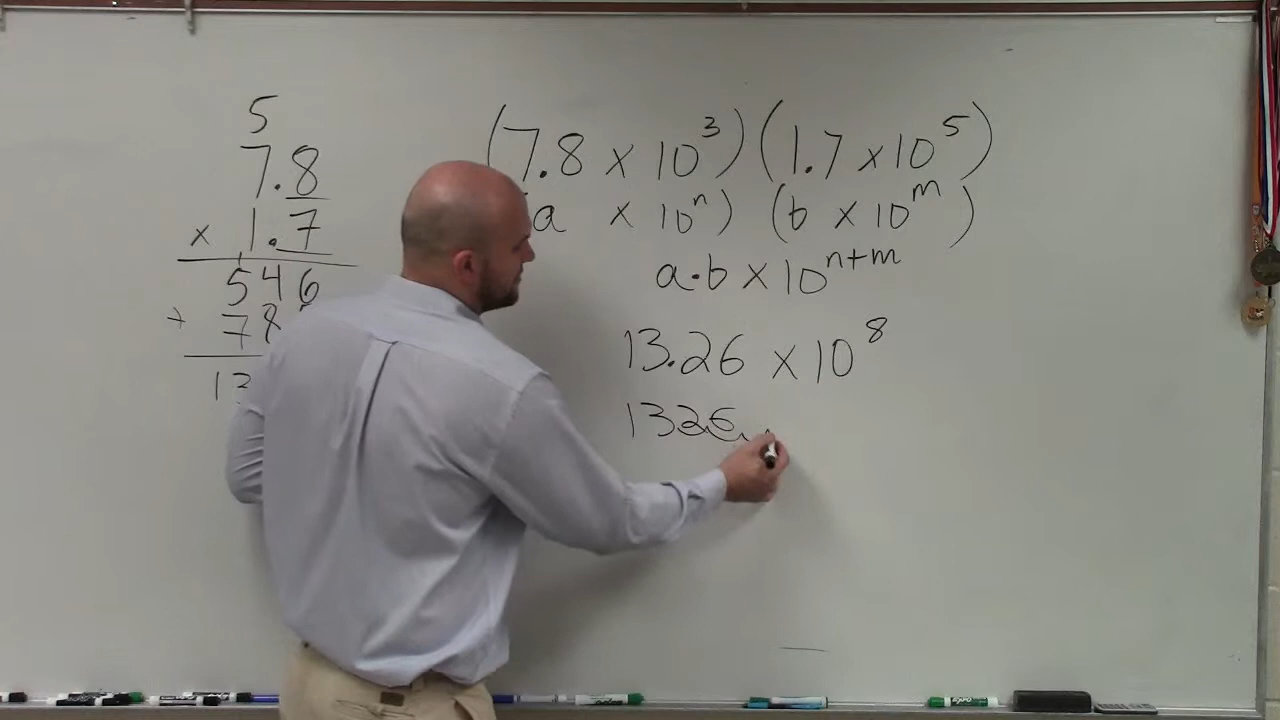 5
7.8
x 1.7
546
+ 78
13
(7.8 x 10³)(1.7 x 10⁵)
a x 10ⁿ) (b x 10ᵐ)
a·b x 10ⁿ⁺ᵐ
13.26 x 10⁸
1326